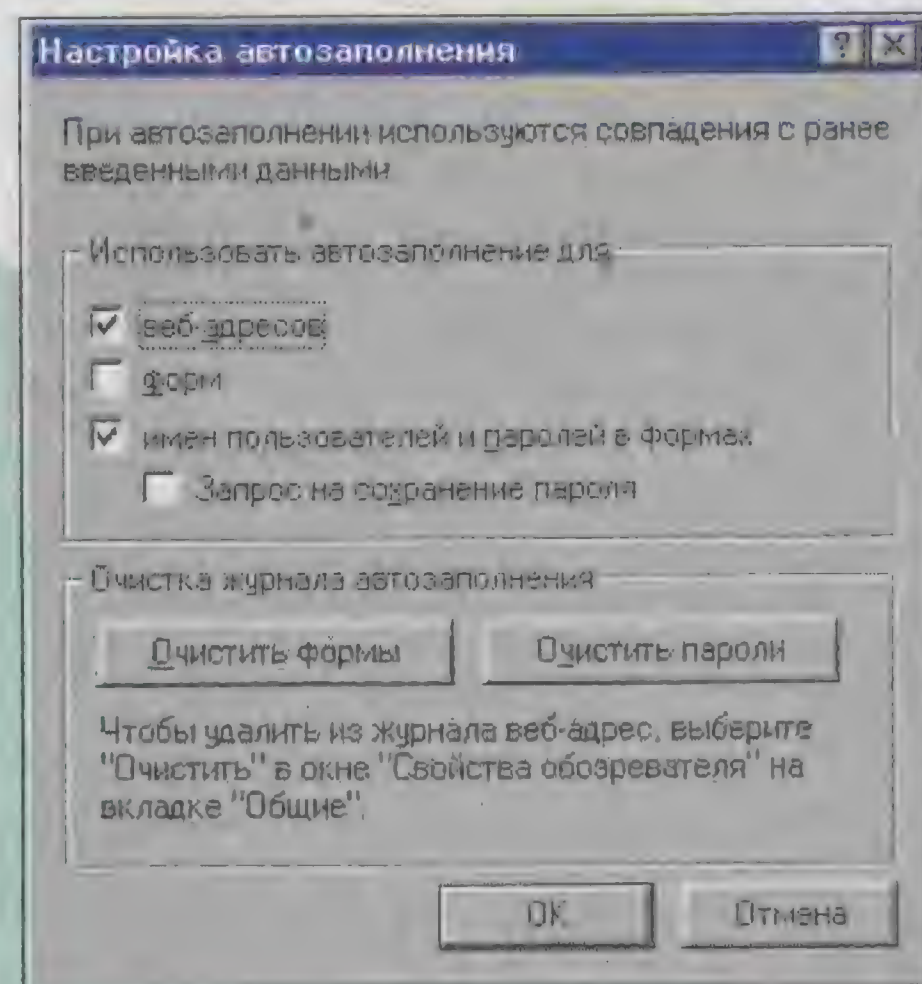 Настройка автозаполнения
При автозаполнении используются совпадения с ранее
введенными данными
Использовать автозаполнение для
веб-адресов
форм
имен пользователей и паролей в формах
Запрос на сохранение пароля
Очистка журнала автозаполнения
Очистить формы
Очистить пароли
Чтобы удалить из журнала веб-адрес, выберите
"Очистить" в окне "Свойства обозревателя" на
вкладке "Общие".
ОК
Отмена